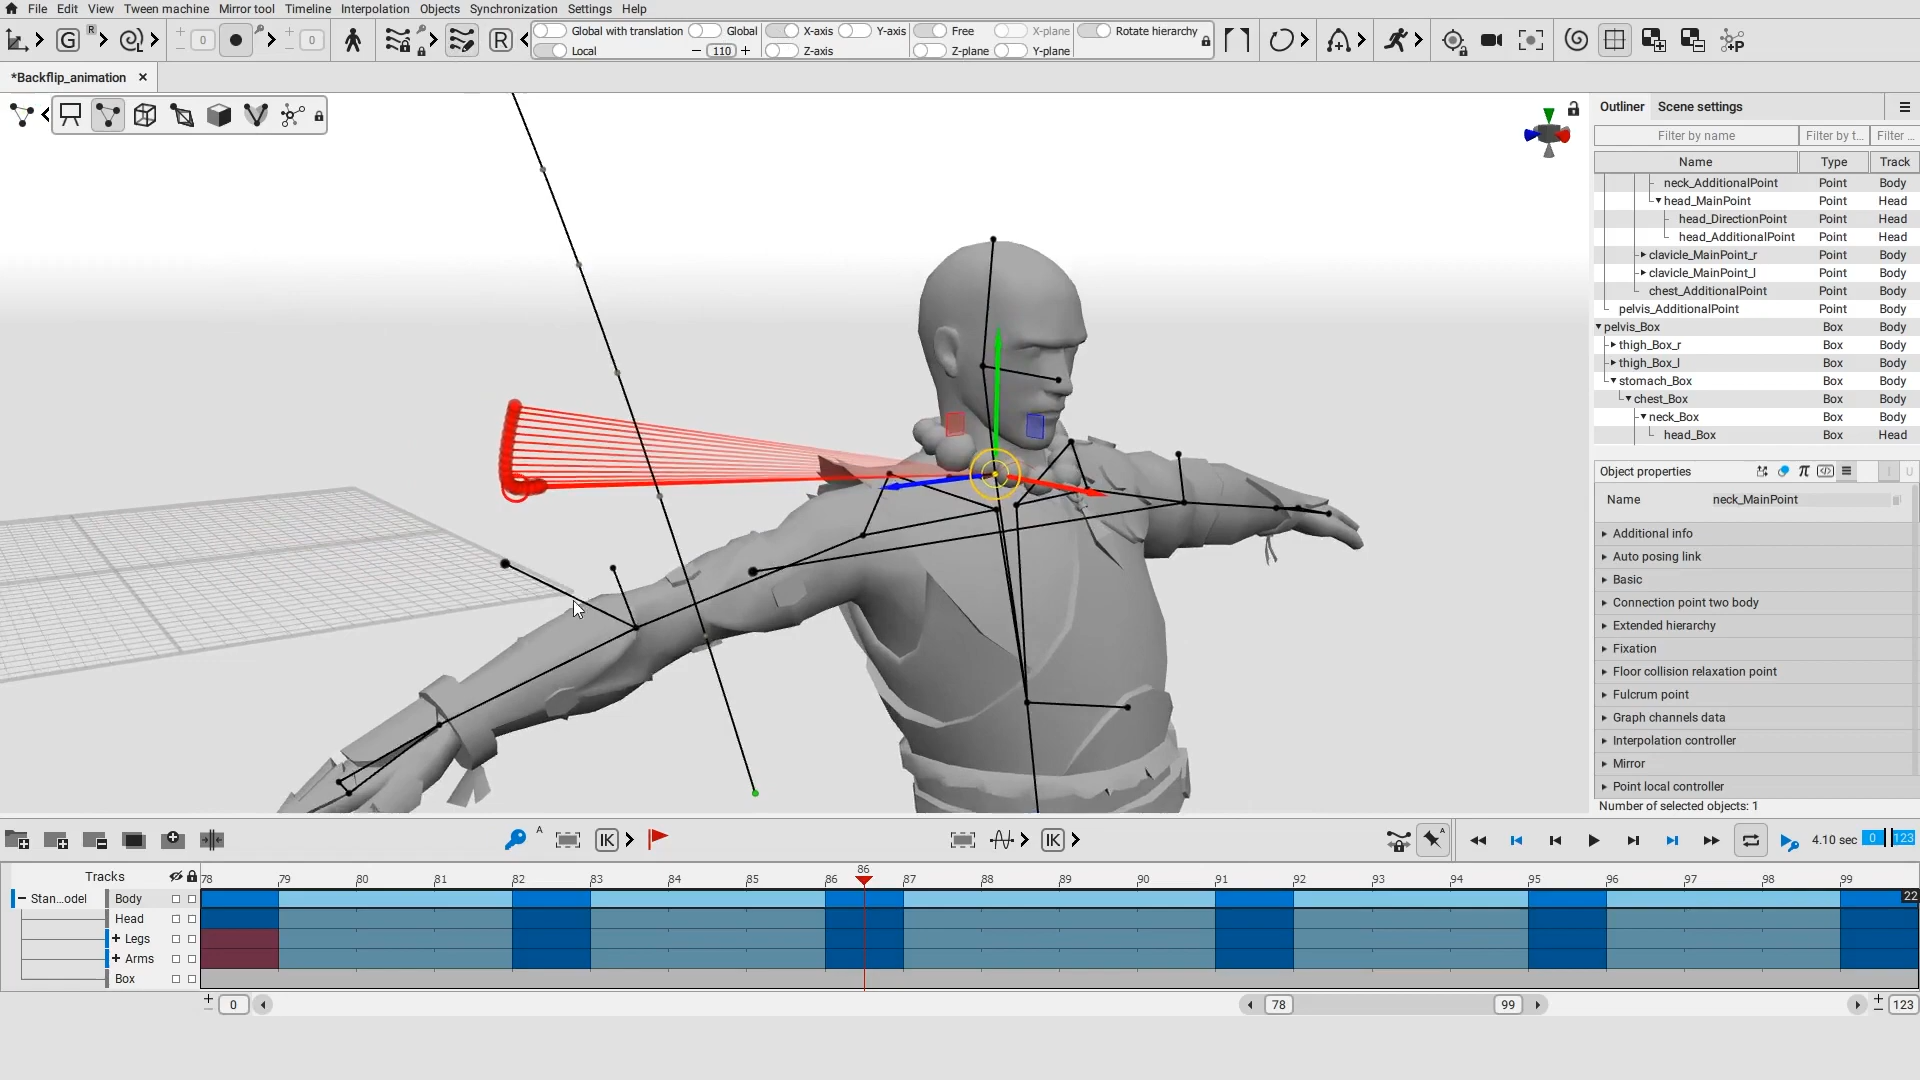 File Edit View Tween machine Mirror tool Timeline Interpolation Objects Synchronization Settings Help
G R 0 0 R Global with translation Global X-axis Y-axis Free X-plane Rotate hierarchy
Local 110 Z-axis Z-plane Y-plane
*Backflip_animation
Outliner Scene settings
Filter by name Filter by t... Filter ...
Name Type Track
neck_AdditionalPoint Point Body
head_MainPoint Point Head
head_DirectionPoint Point Head
head_AdditionalPoint Point Head
clavicle_MainPoint_r Point Body
clavicle_MainPoint_l Point Body
chest_AdditionalPoint Point Body
pelvis_AdditionalPoint Point Body
pelvis_Box Box Body
thigh_Box_r Box Body
thigh_Box_l Box Body
stomach_Box Box Body
chest_Box Box Body
neck_Box Box Body
head_Box Box Head
Object properties
Name neck_MainPoint
Additional info
Auto posing link
Basic
Connection point two body
Extended hierarchy
Fixation
Floor collision relaxation point
Fulcrum point
Graph channels data
Interpolation controller
Mirror
Point local controller
Number of selected objects: 1
A IK IK A 4.10 sec 0 123
Tracks 78 79 80 81 82 83 84 85 86 86 87 88 89 90 91 92 93 94 95 96 97 98 99
Stan...odel Body 22
Head
Legs
Arms
Box
0 78 99 123